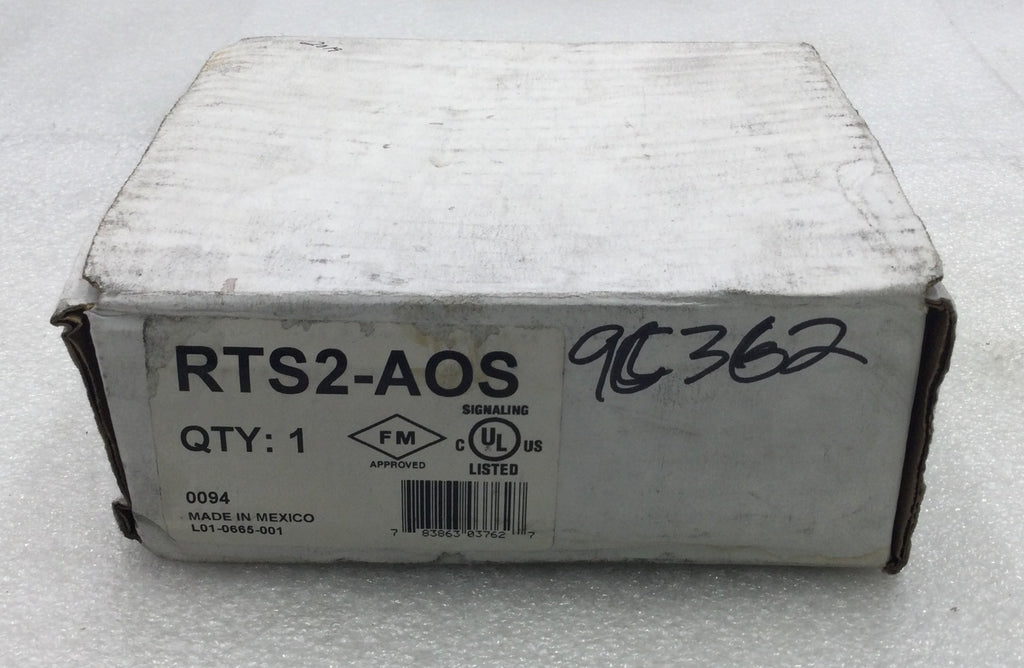 RTS2-AOS
QTY: 1
FM
APPROVED
SIGNALING
C UL US
LISTED
0094
MADE IN MEXICO
L01-0665-001
7 83863 03762 7